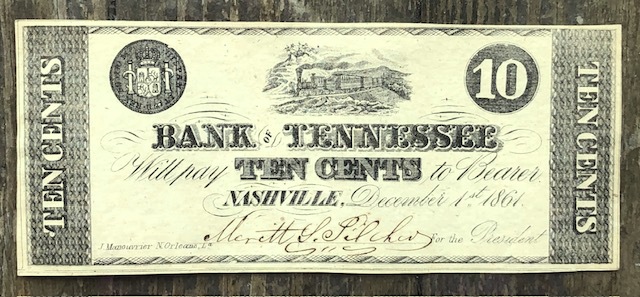 TEN CENTS
10
BANK OF TENNESSEE
Will pay TEN CENTS to Bearer.
NASHVILLE, December 1st. 1861.
Meritt S. Pilcher for the President
J. Manouvrier N. Orleans, La.
TEN CENTS